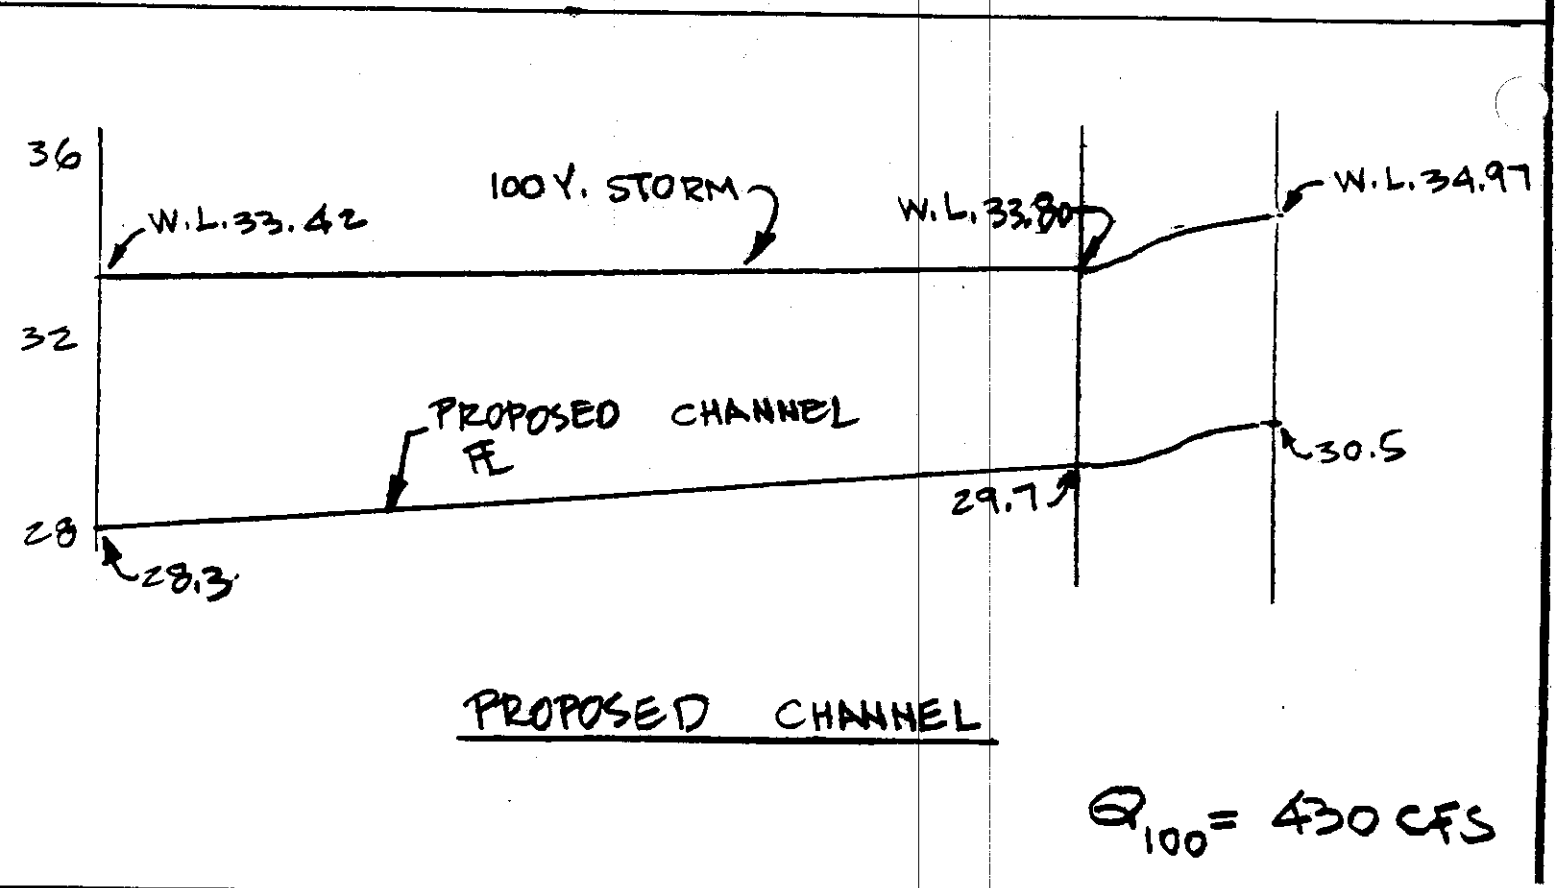 36
100 Y. STORM
W.L. 34.97
W.L. 33.42
W.L. 33.80
32
PROPOSED CHANNEL
FL
30.5
29.7
28
28.3
PROPOSED CHANNEL
Q100 = 430 CFS